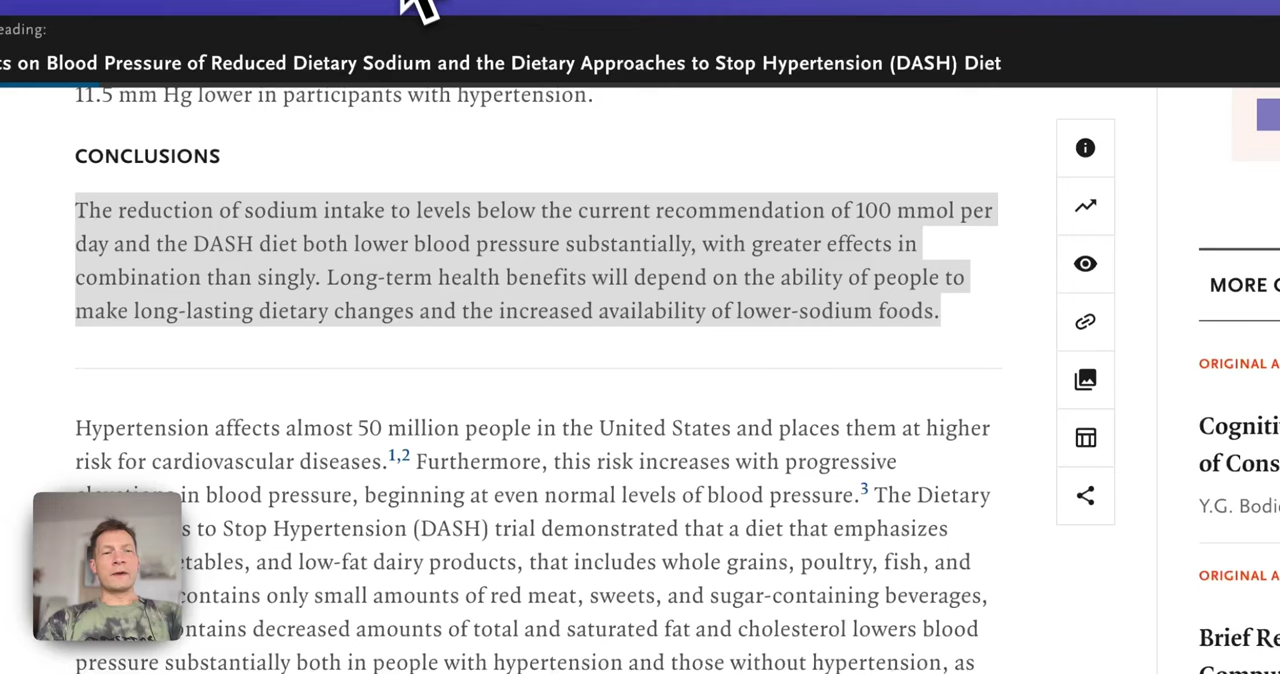 eading:
ts on Blood Pressure of Reduced Dietary Sodium and the Dietary Approaches to Stop Hypertension (DASH) Diet
11.5 mm Hg lower in participants with hypertension.
CONCLUSIONS
The reduction of sodium intake to levels below the current recommendation of 100 mmol per
day and the DASH diet both lower blood pressure substantially, with greater effects in
combination than singly. Long-term health benefits will depend on the ability of people to
make long-lasting dietary changes and the increased availability of lower-sodium foods.
Hypertension affects almost 50 million people in the United States and places them at higher
risk for cardiovascular diseases.1,2 Furthermore, this risk increases with progressive
in blood pressure, beginning at even normal levels of blood pressure.3 The Dietary
s to Stop Hypertension (DASH) trial demonstrated that a diet that emphasizes
etables, and low-fat dairy products, that includes whole grains, poultry, fish, and
contains only small amounts of red meat, sweets, and sugar-containing beverages,
ntains decreased amounts of total and saturated fat and cholesterol lowers blood
pressure substantially both in people with hypertension and those without hypertension, as
MORE
ORIGINAL A
Cogniti
of Cons
Y.G. Bodi
ORIGINAL A
Brief Re